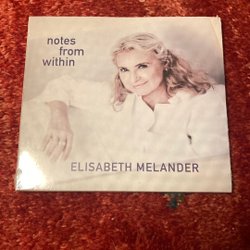 notes
from
within
ELISABETH MELANDER